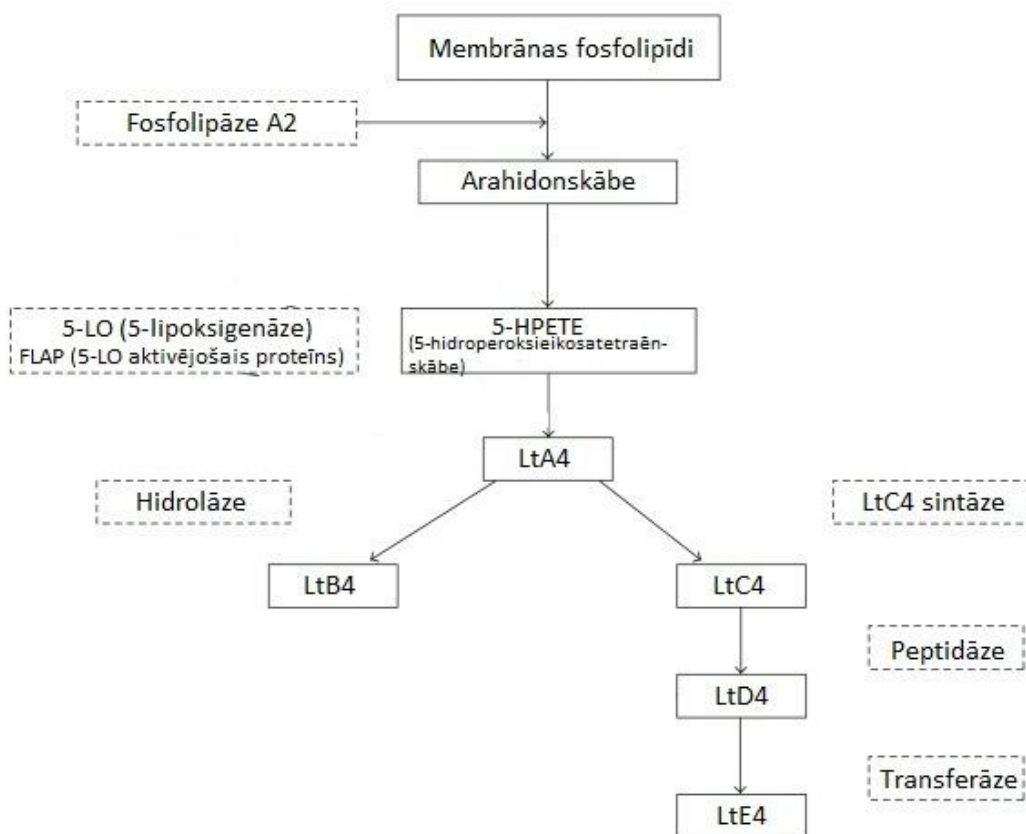 Membrānas fosfolipīdi
Fosfolipāze A2
Arahidonskābe
5-LO (5-lipoksigenāze)
FLAP (5-LO aktivējošais proteīns)
5-HPETE
(5-hidroperoksieikosatetraēn-
skābe)
LtA4
Hidrolāze
LtC4 sintāze
LtB4
LtC4
Peptidāze
LtD4
Transferāze
LtE4